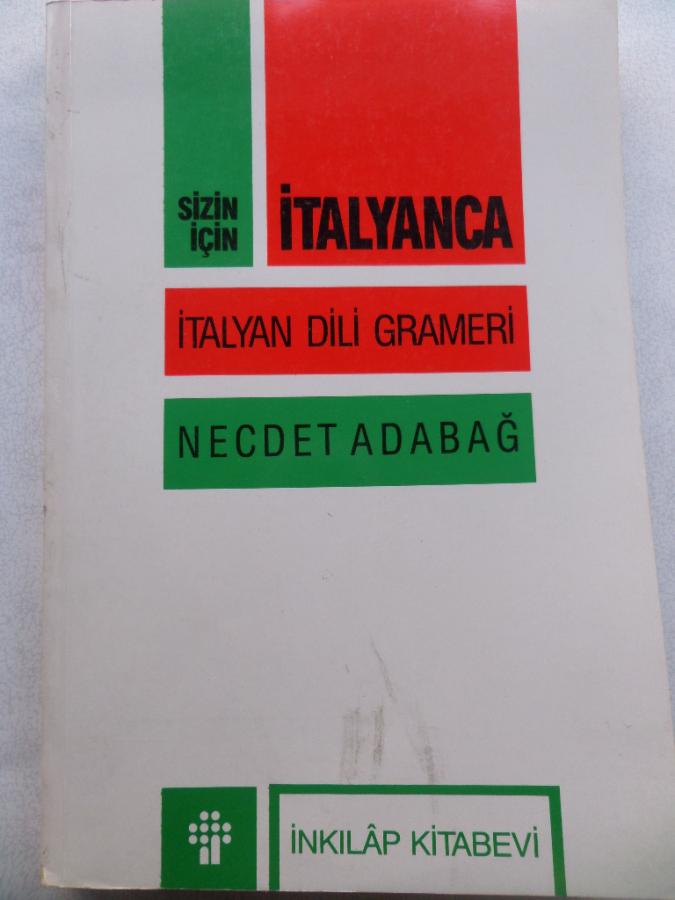 SİZİN
İÇİN
İTALYANCA
İTALYAN DİLİ GRAMERİ
NECDET ADABAĞ
İNKILÂP KİTABEVİ